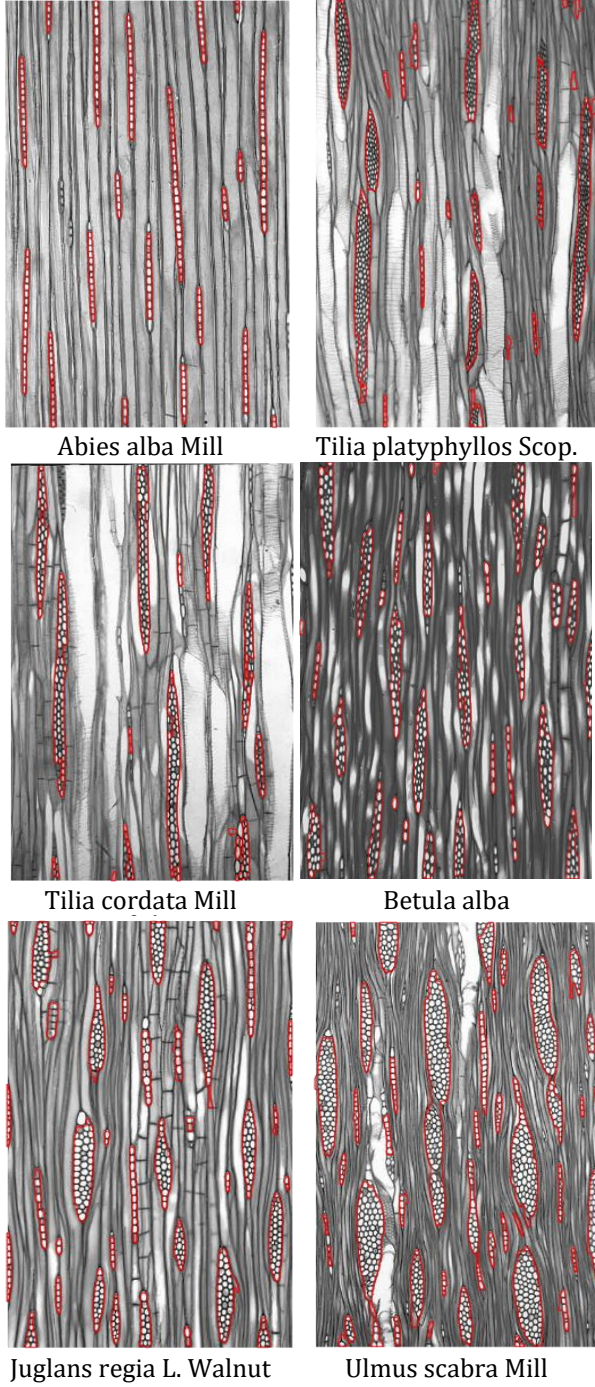 Abies alba Mill
Tilia platyphyllos Scop.
Tilia cordata Mill
Betula alba
Juglans regia L. Walnut
Ulmus scabra Mill